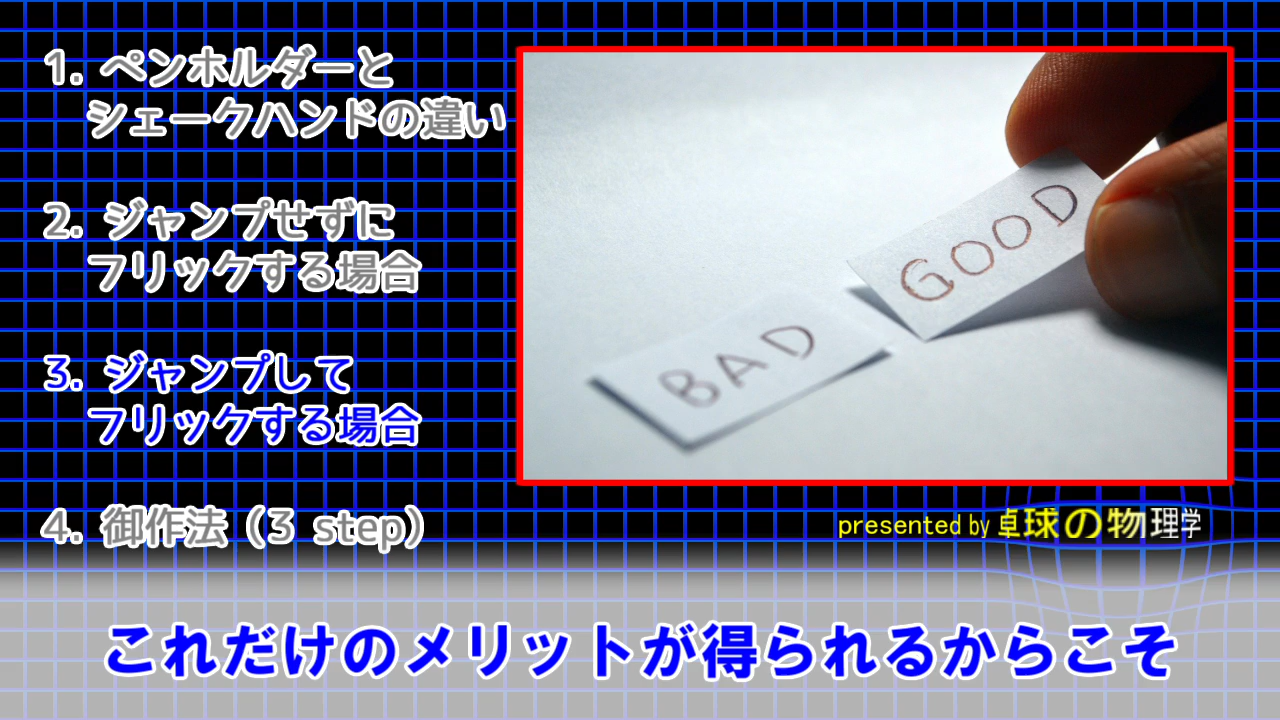 1. ペンホルダーと
シェークハンドの違い
2. ジャンプせずに
フリックする場合
3. ジャンプして
フリックする場合
4. 御作法（3 step）
GOOD
BAD
presented by 卓球の物理学
これだけのメリットが得られるからこそ